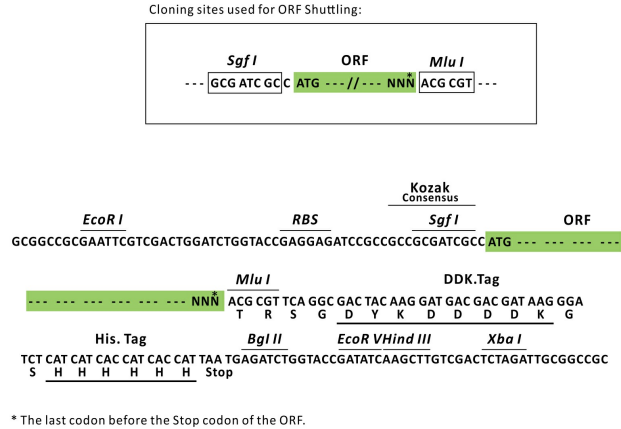 Cloning sites used for ORF Shuttling:
Sgf I ORF Mlu I
--- GCG ATC GC C ATG ---//--- NNN* ACG CGT ---
Kozak
Consensus
EcoR I RBS Sgf I ORF
GCGGCCGCGAATTCGTCGACTGGATCTGGTACCGAGGAGATCCGCCGCCGCGATCGCC ATG --- --- --- ---
Mlu I DDK.Tag
--- --- --- --- --- --- NNN* ACG CGT TCA GGC GAC TAC AAG GAT GAC GAC GAT AAG GGA
T R S G D Y K D D D D K G
His. Tag Bgl II EcoR V Hind III Xba I
TCT CAT CAT CAC CAT CAC CAT TAA TGAGATCTGGTACCGATATCAAGCTTGTCGACTCTAGATTGCGGCCGC
S H H H H H H Stop
* The last codon before the Stop codon of the ORF.